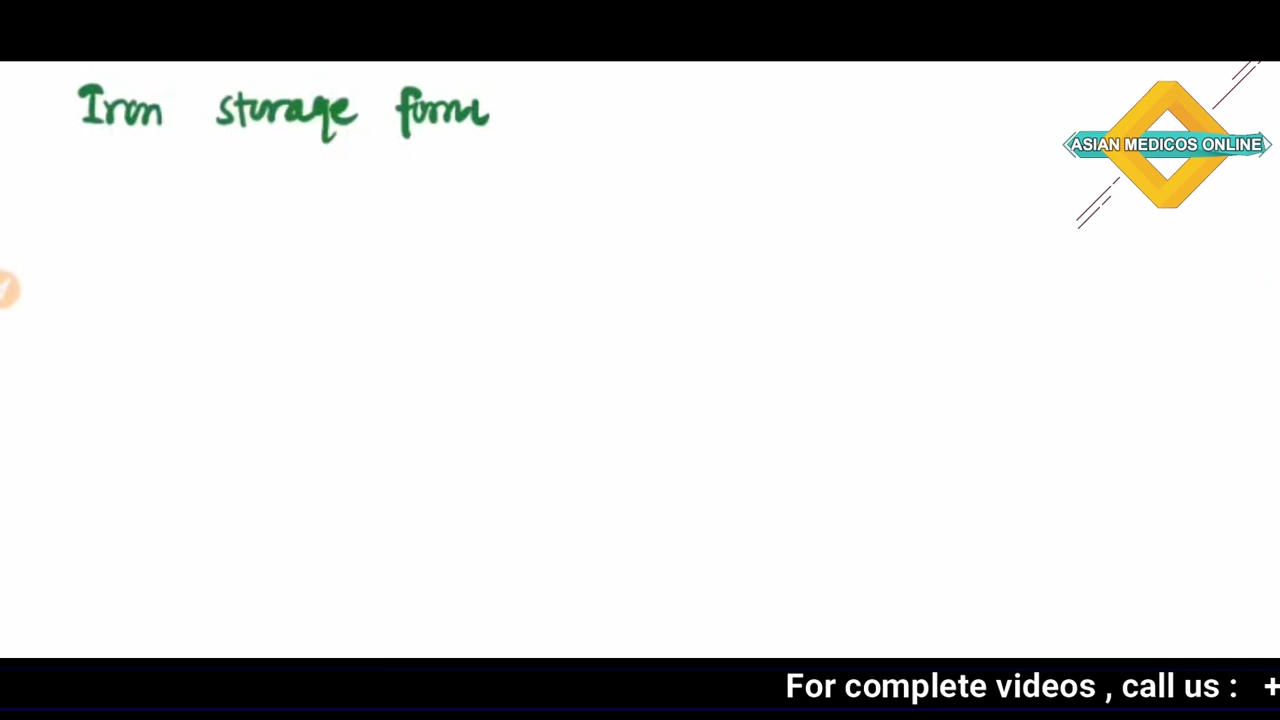 Iron storage form
ASIAN MEDICOS ONLINE
For complete videos , call us : +